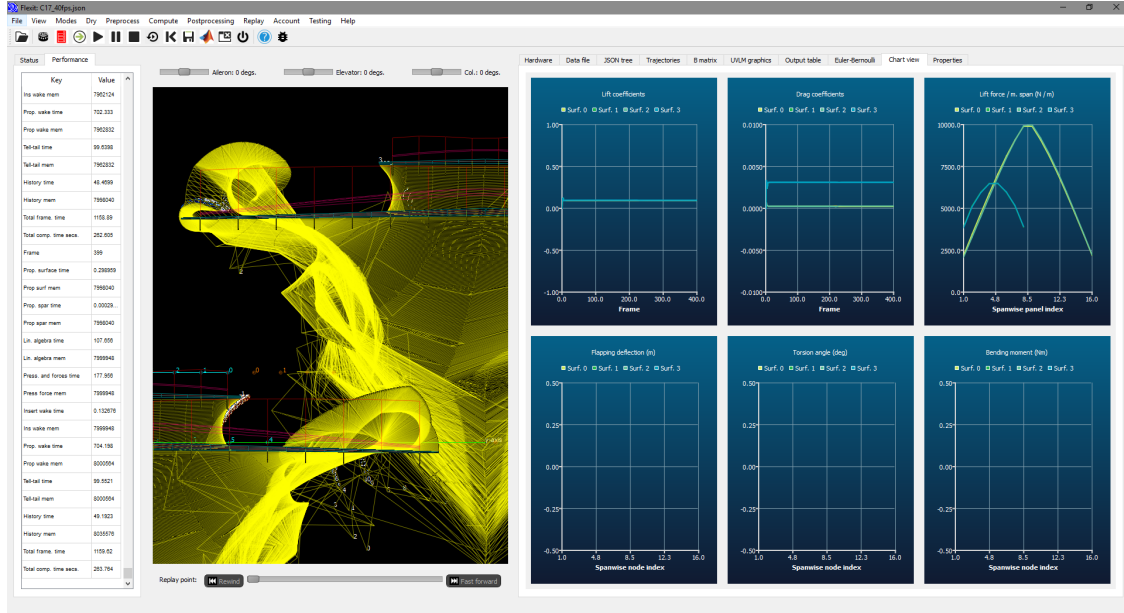 Flexit: C17_40fps.json
File View Modes Dry Preprocess Compute Postprocessing Replay Account Testing Help
Status Performance
Key Value
Ins wake mem 7962124
Prop. wake time 702.333
Prop wake mem 7962832
Tell-tail time 99.6398
Tell-tail mem 7962832
History time 48.4699
History mem 7998040
Total frame. time 1158.89
Total comp. time secs. 262.605
Frame 399
Prop. surface time 0.298959
Prop surf mem 7998040
Prop. spar time 0.00029...
Prop spar mem 7998040
Lin. algebra time 107.656
Lin. algebra mem 7999948
Press. and forces time 177.956
Press force mem 7999948
Insert wake time 0.132676
Ins wake mem 7999948
Prop. wake time 704.198
Prop wake mem 8000564
Tell-tail time 99.5521
Tell-tail mem 8000564
History time 49.1923
History mem 8035576
Total frame. time 1159.62
Total comp. time secs. 263.764
Aileron: 0 degs. Elevator: 0 degs. Col.: 0 degs.
3
2
2 1 0 0 1
5 4
y-axis
Replay point: Rewind Fast forward
Hardware Data file JSON tree Trajectories B matrix UVLM graphics Output table Euler-Bernoulli Chart view Properties
Lift coefficients
Surf. 0 Surf. 1 Surf. 2 Surf. 3
1.00
0.50
0.00
-0.50
-1.00
0.0 100.0 200.0 300.0 400.0
Frame
Drag coefficients
Surf. 0 Surf. 1 Surf. 2 Surf. 3
0.0100
0.0050
0.0000
-0.0050
-0.0100
0.0 100.0 200.0 300.0 400.0
Frame
Lift force / m. span (N / m)
Surf. 0 Surf. 1 Surf. 2 Surf. 3
10000.0
7500.0
5000.0
2500.0
0.0
1.0 4.8 8.5 12.3 16.0
Spanwise panel index
Flapping deflection (m)
Surf. 0 Surf. 1 Surf. 2 Surf. 3
0.50
0.25
0.00
-0.25
-0.50
1.0 4.8 8.5 12.3 16.0
Spanwise node index
Torsion angle (deg)
Surf. 0 Surf. 1 Surf. 2 Surf. 3
0.50
0.25
0.00
-0.25
-0.50
1.0 4.8 8.5 12.3 16.0
Spanwise node index
Bending moment (Nm)
Surf. 0 Surf. 1 Surf. 2 Surf. 3
0.50
0.25
0.00
-0.25
-0.50
1.0 4.8 8.5 12.3 16.0
Spanwise node index